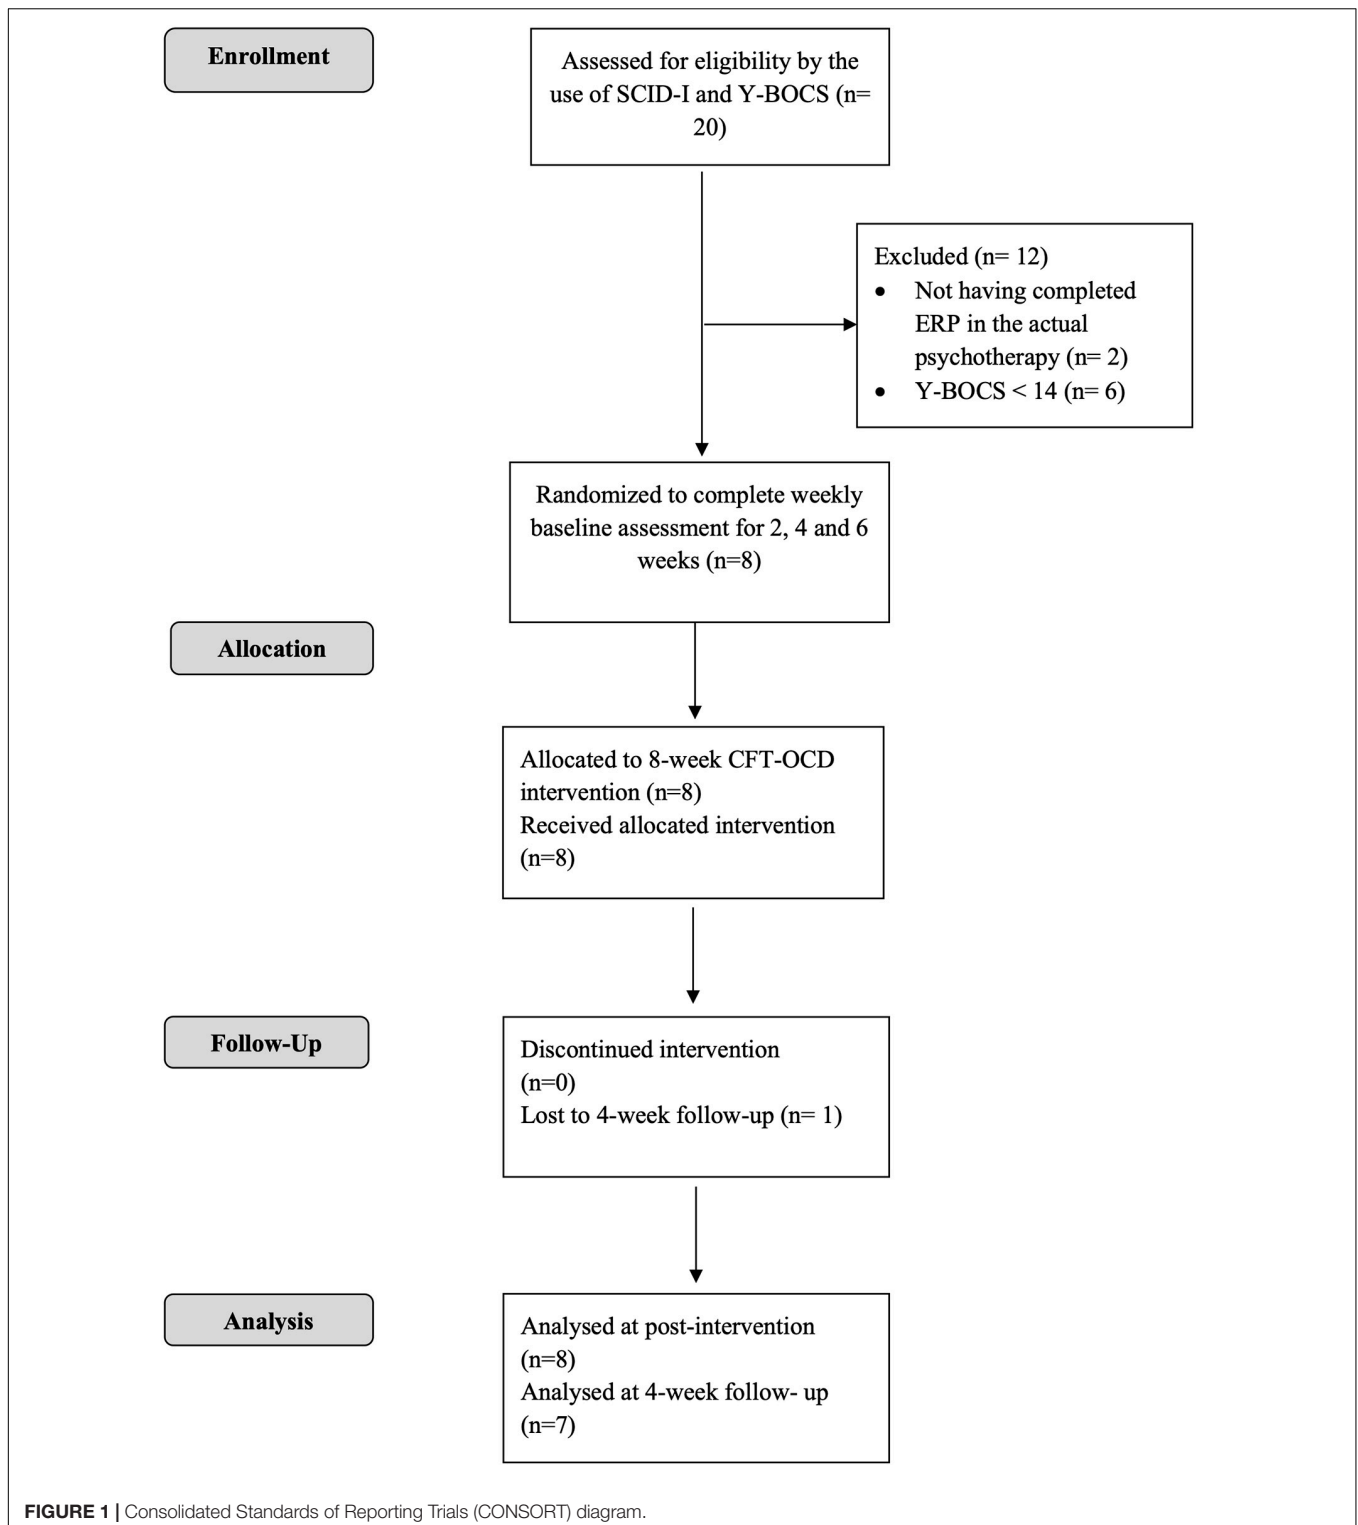 Enrollment
Assessed for eligibility by the
use of SCID-I and Y-BOCS (n=
20)
Excluded (n= 12)
• Not having completed
ERP in the actual
psychotherapy (n= 2)
• Y-BOCS < 14 (n= 6)
Randomized to complete weekly
baseline assessment for 2, 4 and 6
weeks (n=8)
Allocation
Allocated to 8-week CFT-OCD
intervention (n=8)
Received allocated intervention
(n=8)
Follow-Up
Discontinued intervention
(n=0)
Lost to 4-week follow-up (n= 1)
Analysis
Analysed at post-intervention
(n=8)
Analysed at 4-week follow- up
(n=7)
FIGURE 1 | Consolidated Standards of Reporting Trials (CONSORT) diagram.